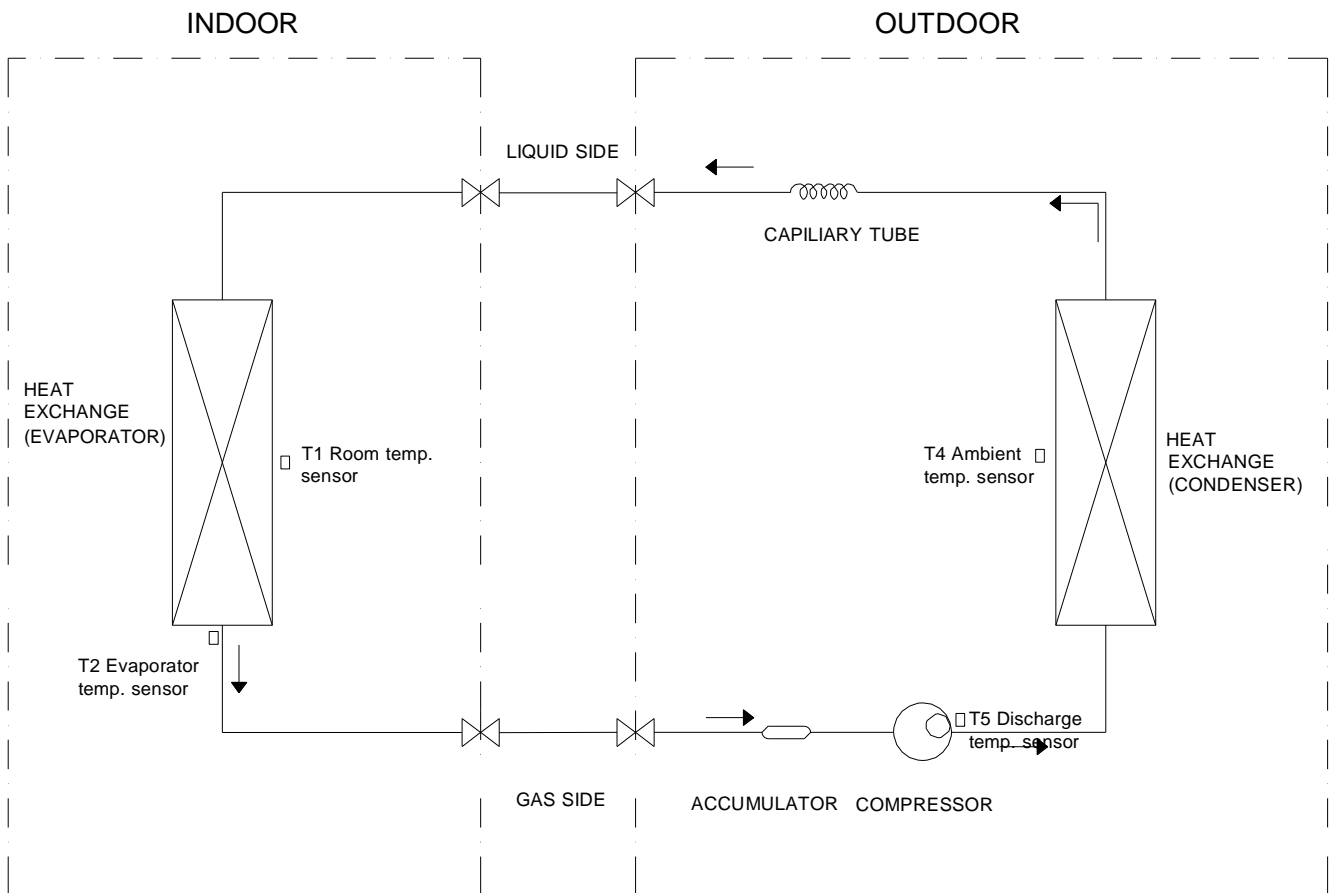 INDOOR
OUTDOOR
LIQUID SIDE
CAPILIARY TUBE
HEAT
EXCHANGE
(EVAPORATOR)
T1 Room temp.
sensor
T4 Ambient
temp. sensor
HEAT
EXCHANGE
(CONDENSER)
T2 Evaporator
temp. sensor
T5 Discharge
temp. sensor
GAS SIDE
ACCUMULATOR
COMPRESSOR